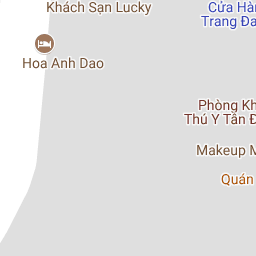 Khách Sạn Lucky
Hoa Anh Dao
Cửa Hàn
Trang Đa
Phòng Kh
Thú Y Tân Đ
Makeup M
Quán